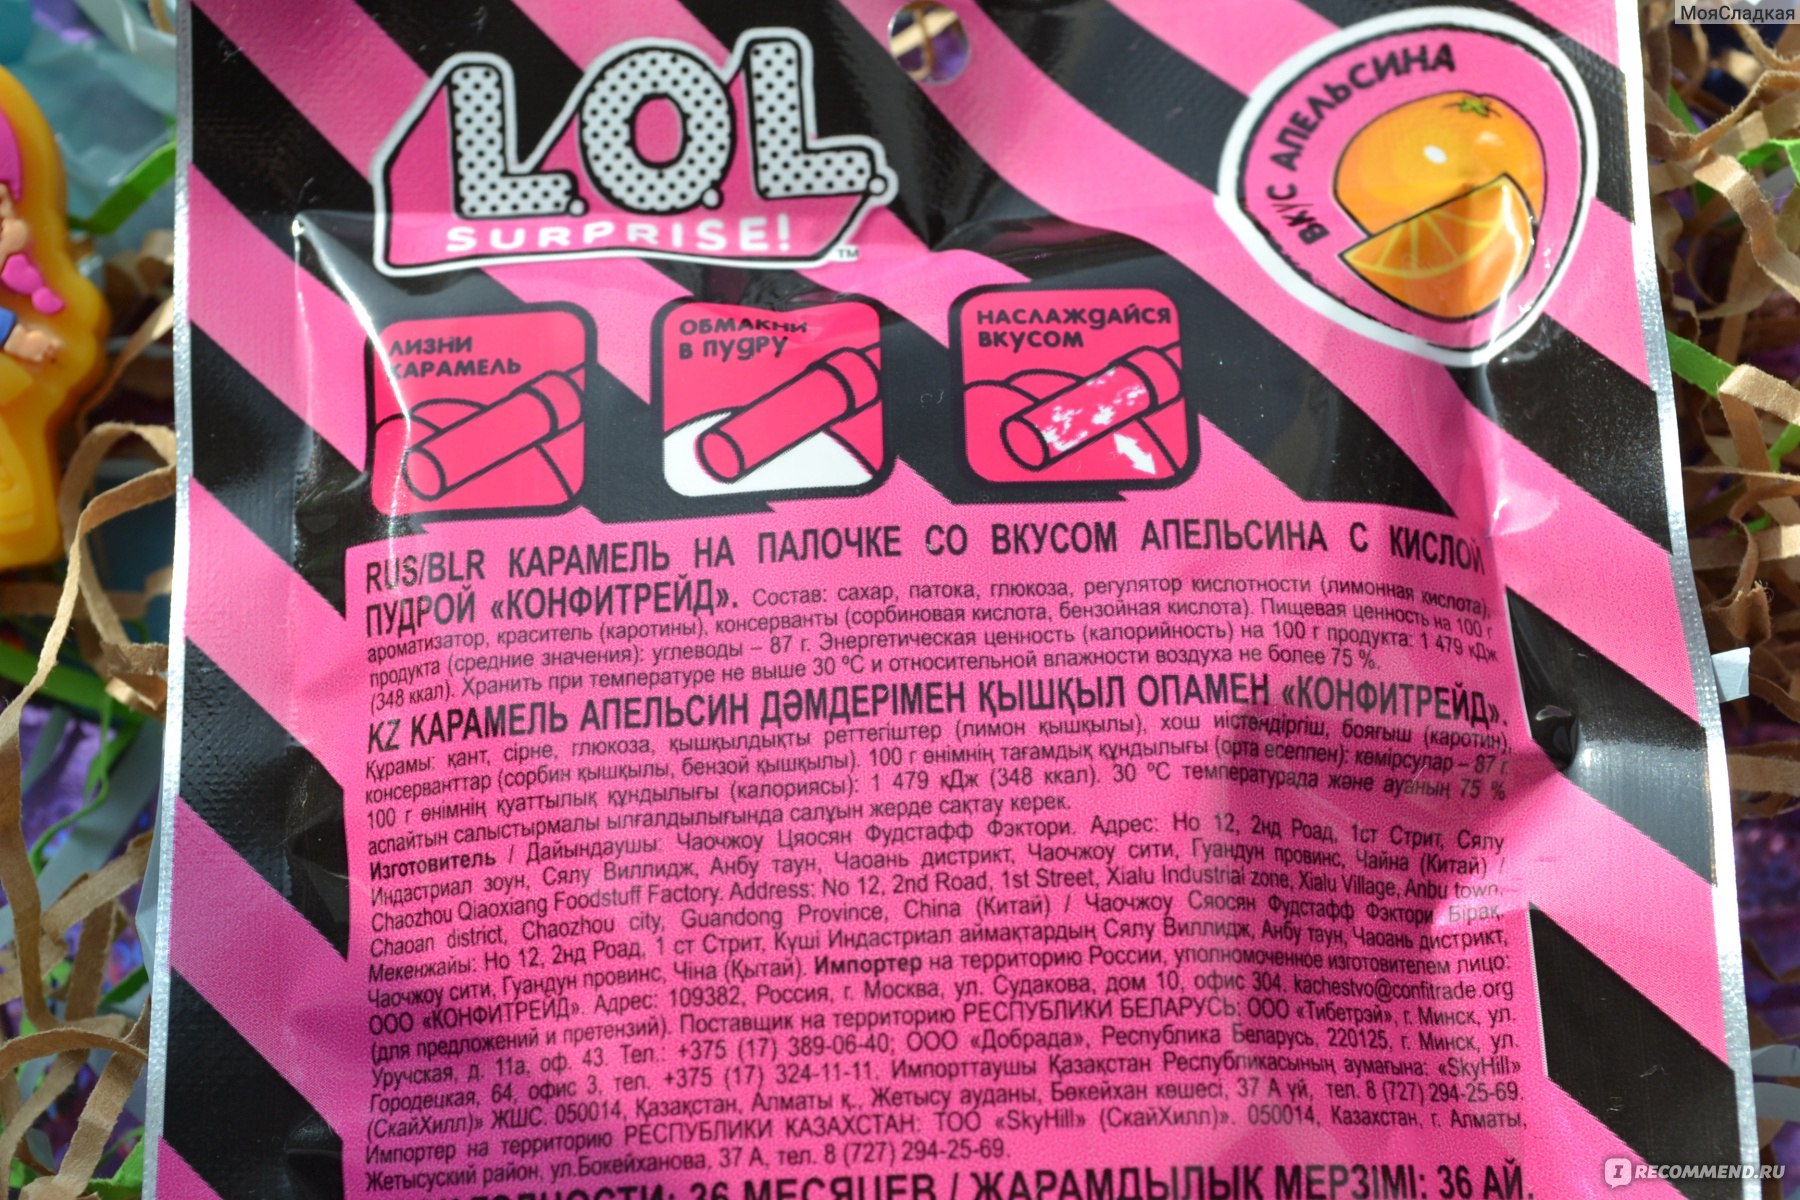 МояСладкая
L.O.L.
SURPRISE!
™
ВКУС АПЕЛЬСИНА
ЛИЗНИ
КАРАМЕЛЬ
ОБМАКНИ
В ПУДРУ
НАСЛАЖДАЙСЯ
ВКУСОМ
RUS/BLR КАРАМЕЛЬ НА ПАЛОЧКЕ СО ВКУСОМ АПЕЛЬСИНА С КИСЛОЙ
ПУДРОЙ «КОНФИТРЕЙД». Состав: сахар, патока, глюкоза, регулятор кислотности (лимонная кислота),
ароматизатор, краситель (каротины), консерванты (сорбиновая кислота, бензойная кислота). Пищевая ценность на 100 г
продукта (средние значения): углеводы – 87 г. Энергетическая ценность (калорийность) на 100 г продукта: 1 479 кДж
(348 ккал). Хранить при температуре не выше 30 ºС и относительной влажности воздуха не более 75 %.
KZ КАРАМЕЛЬ АПЕЛЬСИН ДӘМДЕРІМЕН ҚЫШҚЫЛ ОПАМЕН «КОНФИТРЕЙД».
Құрамы: қант, сірне, глюкоза, қышқылдықты реттегіштер (лимон қышқылы), хош иістендіргіш, бояғыш (каротин),
консерванттар (сорбин қышқылы, бензой қышқылы). 100 г өнімнің тағамдық құндылығы (орта есеппен): көмірсулар – 87 г.
100 г өнімнің қуаттылық құндылығы (калориясы): 1 479 кДж (348 ккал). 30 ºС температурада және ауаның 75 %
аспайтын салыстырмалы ылғалдылығында салуын жерде сақтау керек.
Изготовитель / Дайындаушы: Чаочжоу Цяосян Фудстафф Фэктори. Адрес: Но 12, 2нд Роад, 1ст Стрит, Сялу
Индастриал зоун, Сялу Виллидж, Анбу таун, Чаоань дистрикт, Чаочжоу сити, Гуандун провинс, Чайна (Китай) /
Chaozhou Qiaoxiang Foodstuff Factory. Address: No 12, 2nd Road, 1st Street, Xialu Industrial zone, Xialu Village, Anbu town,
Chaoan district, Chaozhou city, Guandong Province, China (Китай) / Чаочжоу Сяосян Фудстафф Фэктори Бірақ,
Мекенжайы: Но 12, 2нд Роад, 1 ст Стрит, Күші Индастриал аймақтардың Сялу Виллидж, Анбу таун, Чаоань дистрикт,
Чаочжоу сити, Гуандун провинс, Чіна (Қытай). Импортер на территорию России, уполномоченное изготовителем лицо:
ООО «КОНФИТРЕЙД». Адрес: 109382, Россия, г. Москва, ул. Судакова, дом 10, офис 304, kachestvo@confitrade.org
(для предложений и претензий). Поставщик на территорию РЕСПУБЛИКИ БЕЛАРУСЬ: ООО «Тибетрэй», г. Минск, ул.
Уручская, д. 11а, оф. 43. Тел.: +375 (17) 389-06-40; ООО «Добрада», Республика Беларусь, 220125, г. Минск, ул.
Городецкая, 64, офис 3, тел. +375 (17) 324-11-11. Импорттаушы Қазақстан Республикасының аумағына: «SkyHill»
(СкайХилл)» ЖШС. 050014, Қазақстан, Алматы қ., Жетысу ауданы, Бөкейхан көшесі, 37 А үй, тел. 8 (727) 294-25-69.
Импортер на территорию РЕСПУБЛИКИ КАЗАХСТАН: ТОО «SkyHill» (СкайХилл)». 050014, Казахстан, г. Алматы,
Жетысуский район, ул.Бокейханова, 37 А, тел. 8 (727) 294-25-69.
ГОДНОСТИ: 36 МЕСЯЦЕВ / ЖАРАМДЫЛЫҚ МЕРЗІМІ: 36 АЙ.
IRECOMMEND.RU